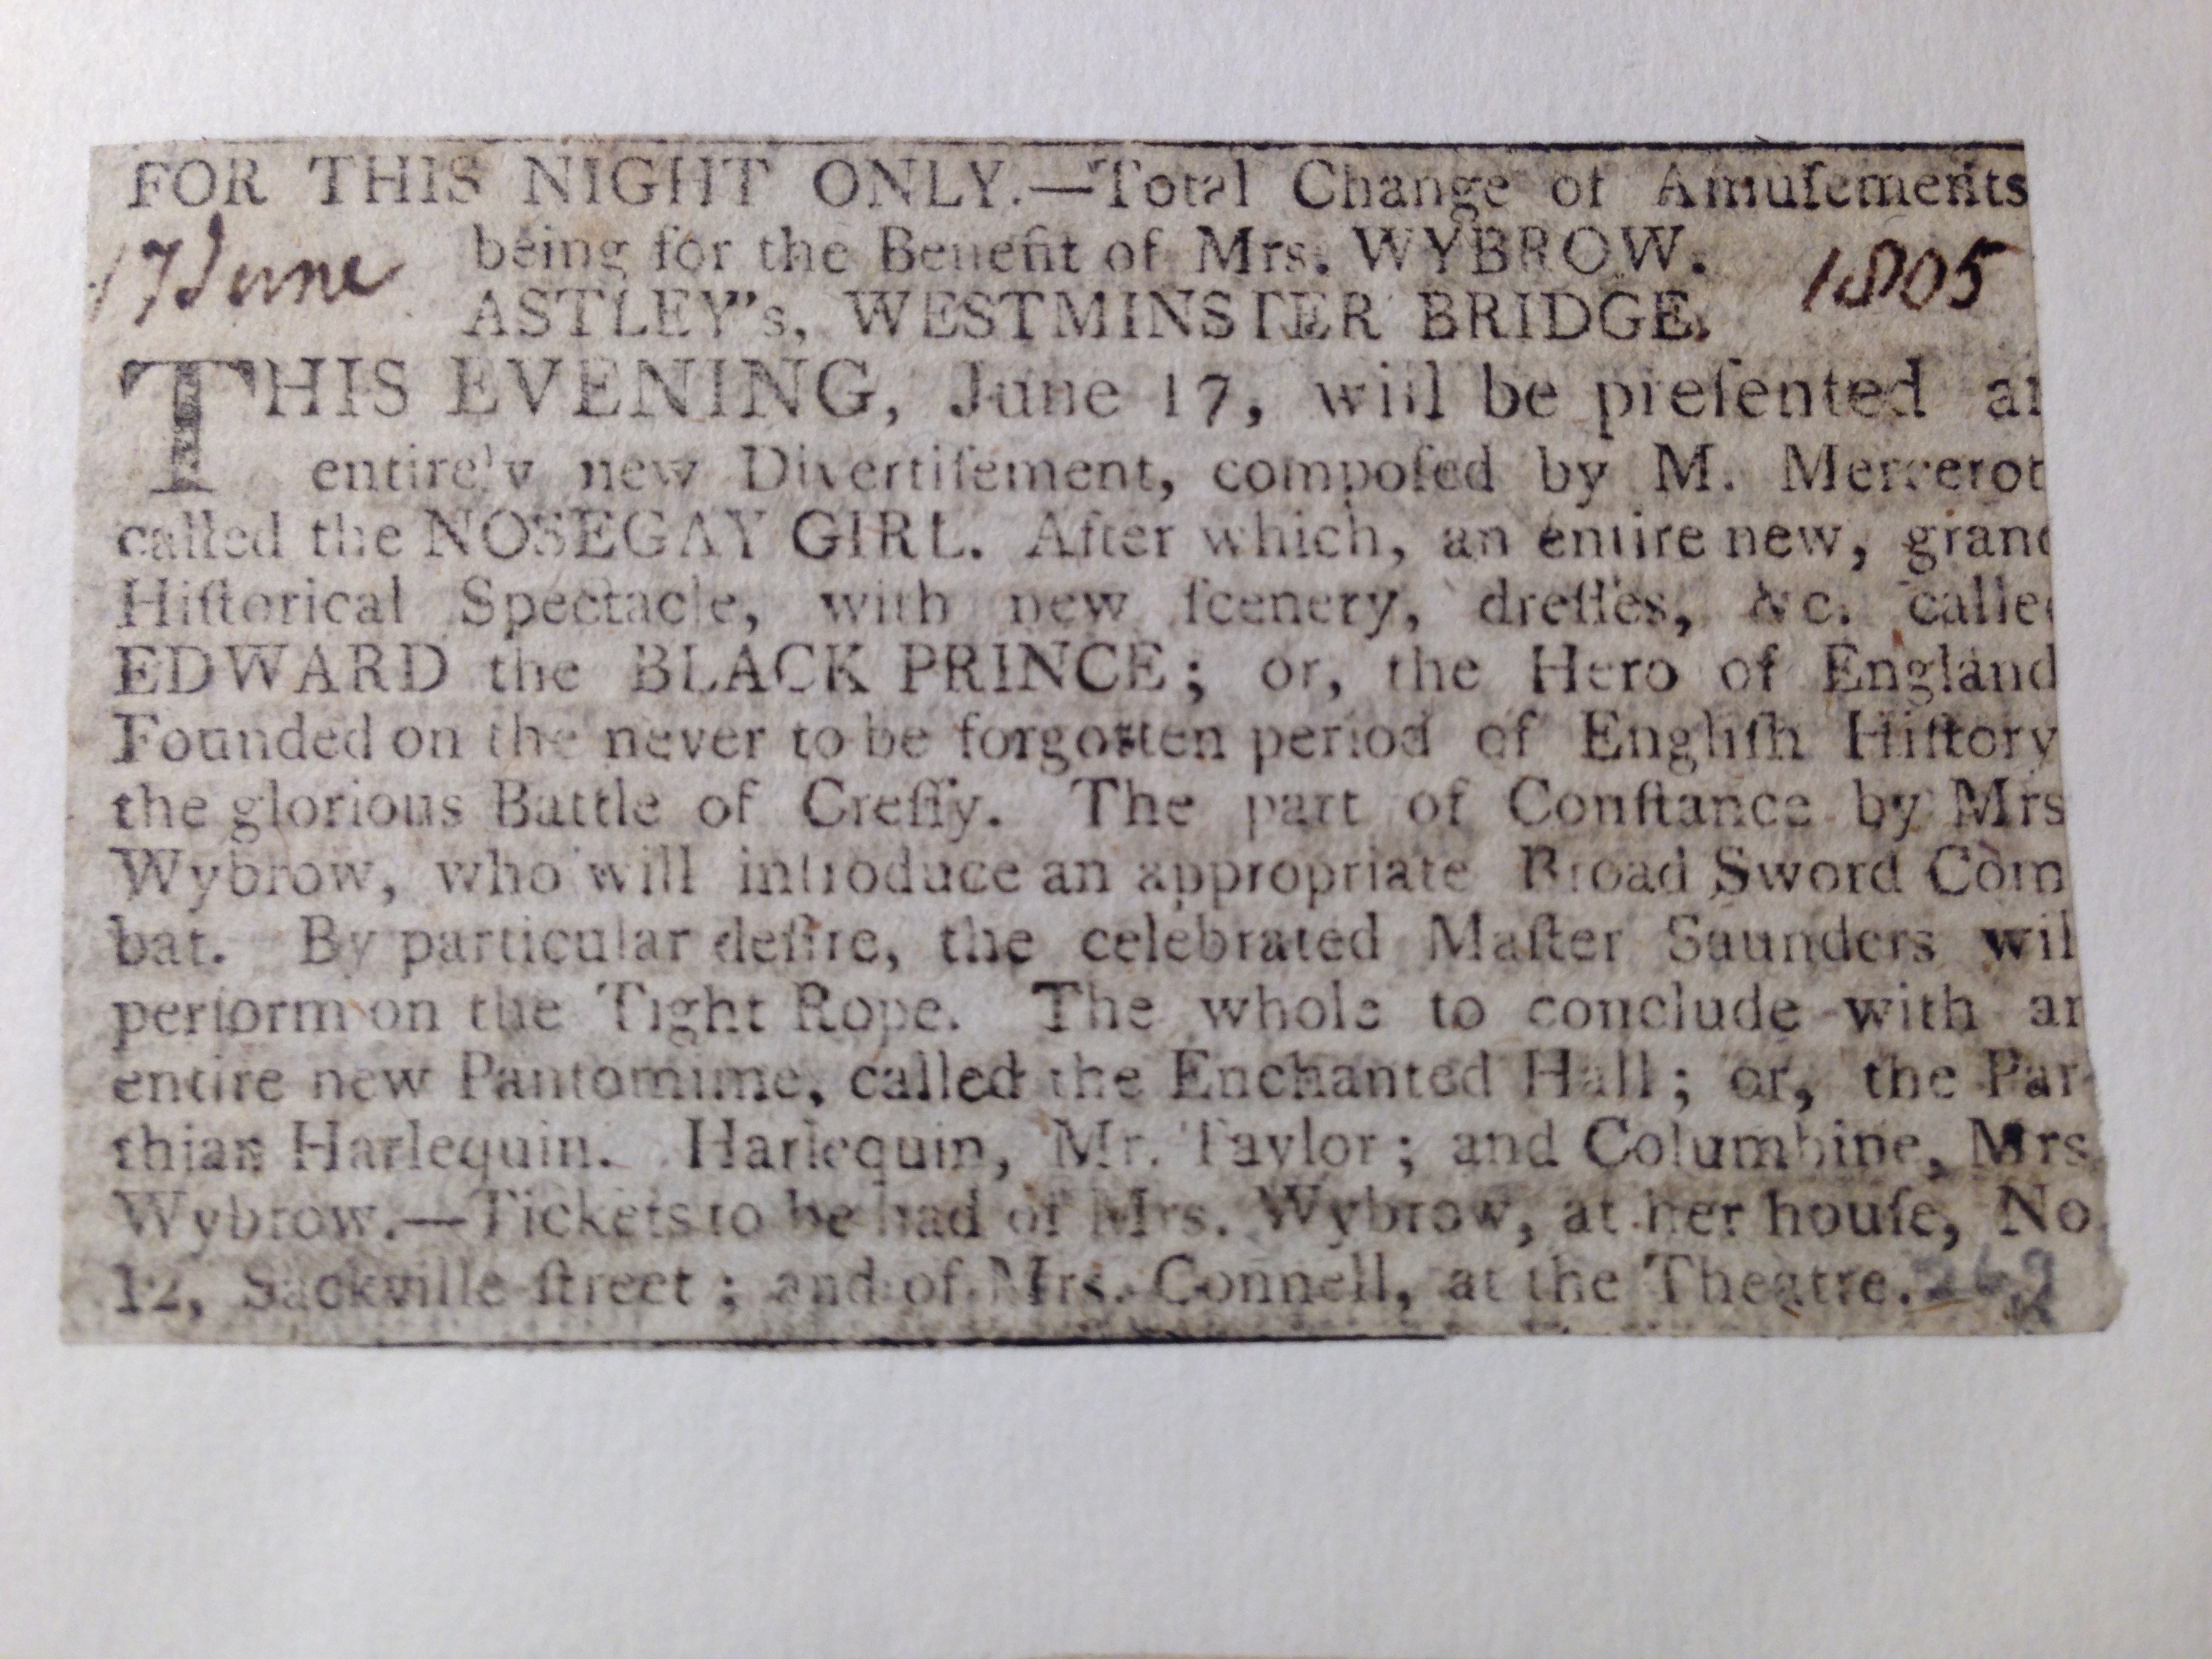 FOR THIS NIGHT ONLY.—Total Change of Amuſements
being for the Benefit of Mrs. WYBROW.
17 June
1805
ASTLEY"s, WESTMINSTER BRIDGE.
THIS EVENING, June 17, will be preſented a
entirely new Divertiſement, compoſed by M. Mercerot
called the NOSEGAY GIRL. After which, an entire new, gran
Hiſtorical Spectacle, with new ſcenery, dreſſes, &c. calle
EDWARD the BLACK PRINCE; or, the Hero of England
Founded on the never to be forgotten period of Engliſh Hiſtory
the glorious Battle of Creſſy. The part of Conſtance by Mrs
Wybrow, who will introduce an appropriate Broad Sword Com
bat. By particular deſire, the celebrated Maſter Saunders wil
perform on the Tight Rope. The whole to conclude with an
entire new Pantomime, called the Enchanted Hall; or, the Par-
thian Harlequin. Harlequin, Mr. Taylor; and Columbine, Mrs
Wybrow.—Tickets to be had of Mrs. Wybrow, at her houſe, No
12, Sackville-ſtreet; and of Mrs. Connell, at the Theatre.